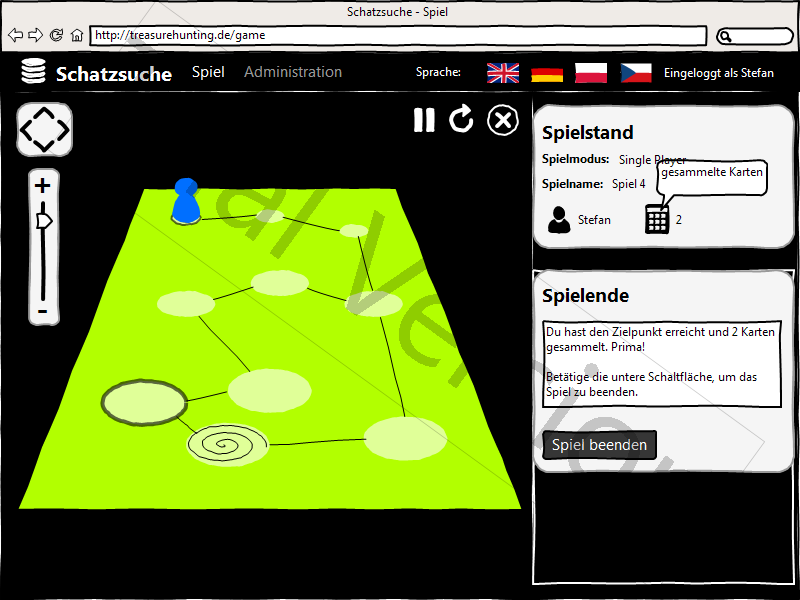 Schatzsuche - Spiel
http://treasurehunting.de/game
Schatzsuche Spiel Administration Sprache: Eingeloggt als Stefan
Spielstand
Spielmodus: Single Player
gesammelte Karten
Spielname: Spiel 4
Stefan 2
Spielende
Du hast den Zielpunkt erreicht und 2 Karten
gesammelt. Prima!
Betätige die untere Schaltfläche, um das
Spiel zu beenden.
Spiel beenden